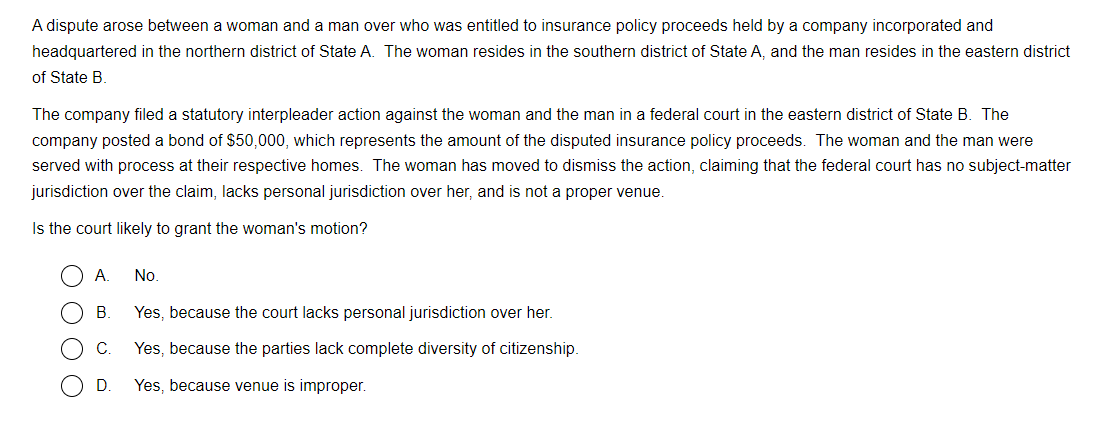 A dispute arose between a woman and a man over who was entitled to insurance policy proceeds held by a company incorporated and
headquartered in the northern district of State A. The woman resides in the southern district of State A, and the man resides in the eastern district
of State B.
The company filed a statutory interpleader action against the woman and the man in a federal court in the eastern district of State B. The
company posted a bond of $50,000, which represents the amount of the disputed insurance policy proceeds. The woman and the man were
served with process at their respective homes. The woman has moved to dismiss the action, claiming that the federal court has no subject-matter
jurisdiction over the claim, lacks personal jurisdiction over her, and is not a proper venue.
Is the court likely to grant the woman's motion?
A. No.
B. Yes, because the court lacks personal jurisdiction over her.
C. Yes, because the parties lack complete diversity of citizenship.
D. Yes, because venue is improper.